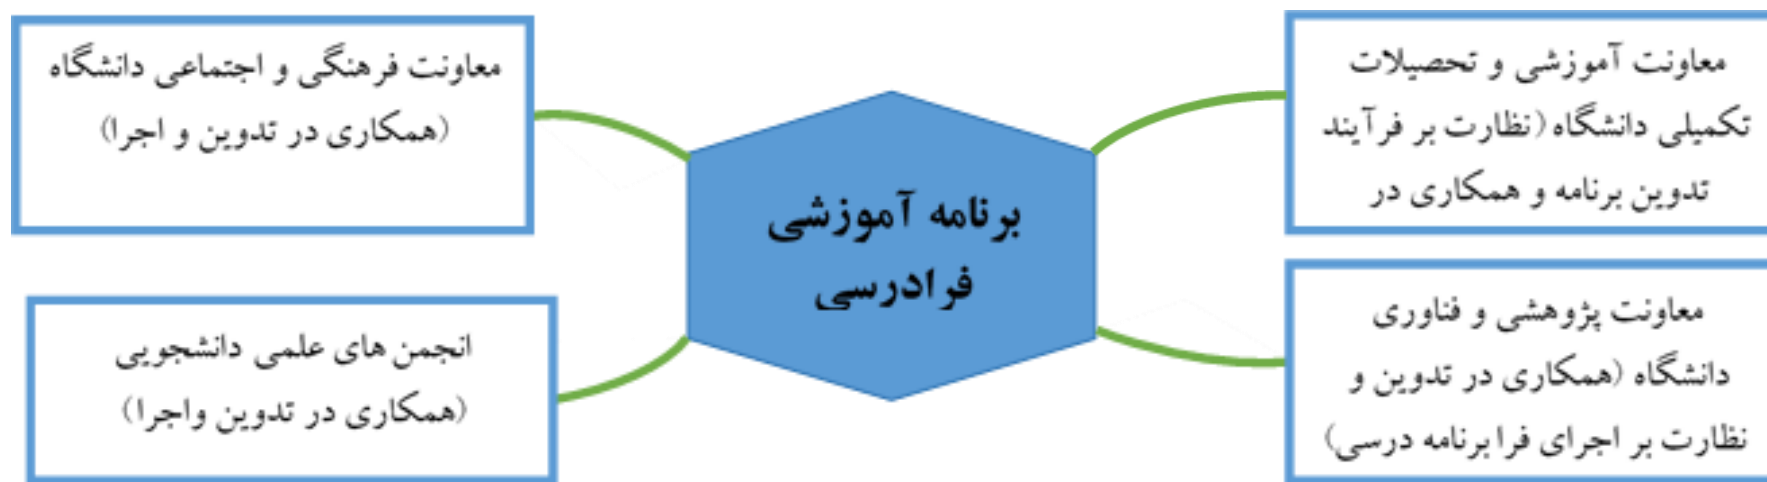 معاونت آموزشی و تحصیلات
تکمیلی دانشگاه (نظارت بر فرآیند
تدوین برنامه و همکاری در
معاونت فرهنگی و اجتماعی دانشگاه
(همکاری در تدوین و اجرا)
برنامه آموزشی
فرادرسی
معاونت پژوهشی و فناوری
دانشگاه (همکاری در تدوین و
نظارت بر اجرای فرا برنامه درسی)
انجمن های علمی دانشجویی
(همکاری در تدوین واجرا)